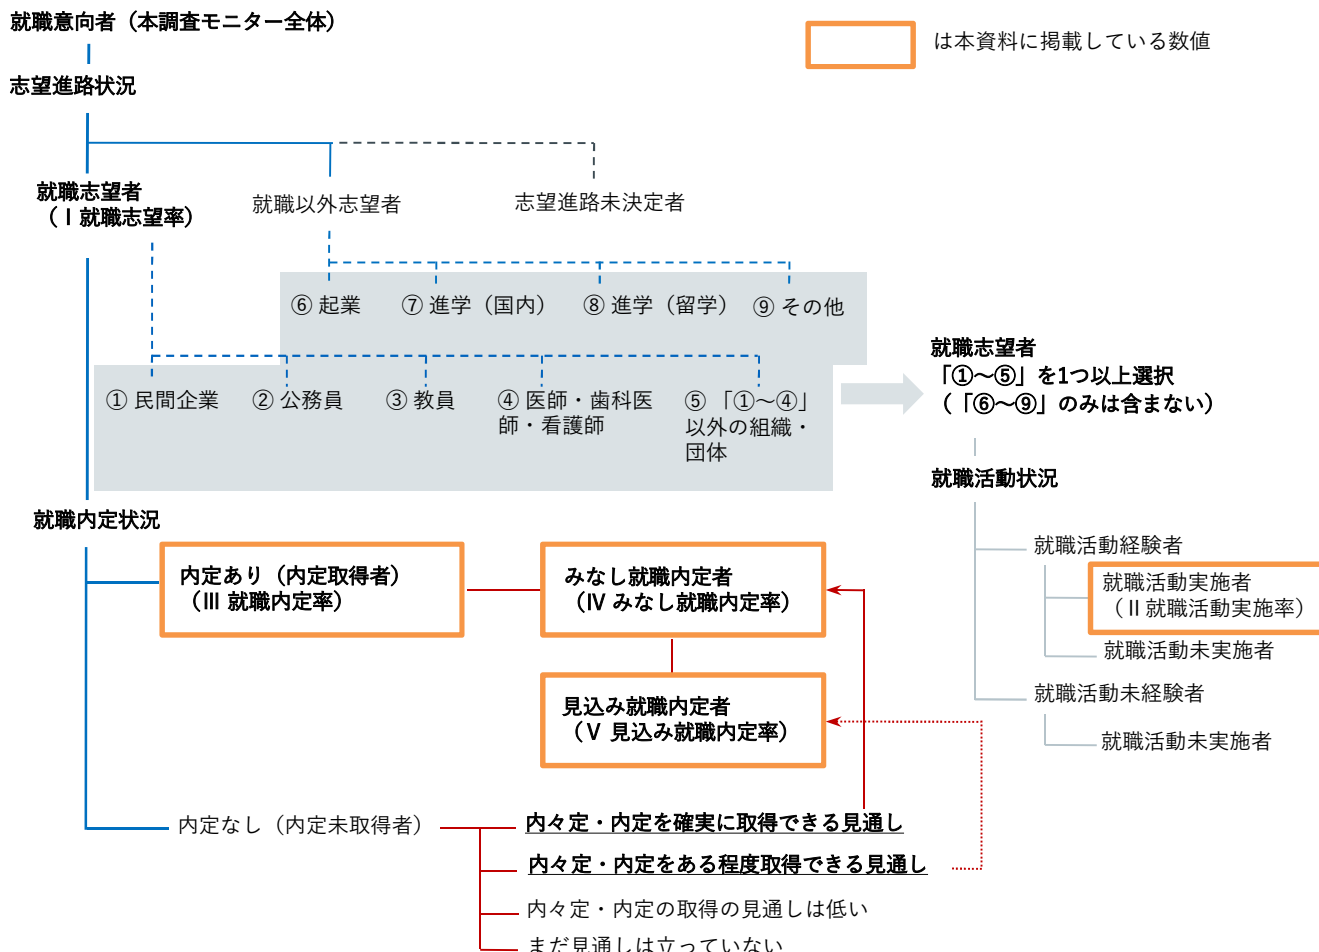 就職意向者（本調査モニター全体）
は本資料に掲載している数値
志望進路状況
就職志望者
（Ⅰ就職志望率）
就職以外志望者
志望進路未決定者
⑥ 起業
⑦ 進学（国内）
⑧ 進学（留学）
⑨ その他
① 民間企業
② 公務員
③ 教員
④ 医師・歯科医
師・看護師
⑤ 「①～④」
以外の組織・
団体
就職志望者
「①～⑤」を1つ以上選択
（「⑥～⑨」のみは含まない）
就職活動状況
就職活動経験者
就職活動実施者
（Ⅱ就職活動実施率）
就職活動未実施者
就職活動未経験者
就職活動未実施者
就職内定状況
内定あり（内定取得者）
（Ⅲ 就職内定率）
みなし就職内定者
（Ⅳ みなし就職内定率）
見込み就職内定者
（Ⅴ 見込み就職内定率）
内定なし（内定未取得者）
内々定・内定を確実に取得できる見通し
内々定・内定をある程度取得できる見通し
内々定・内定の取得の見通しは低い
まだ見通しは立っていない